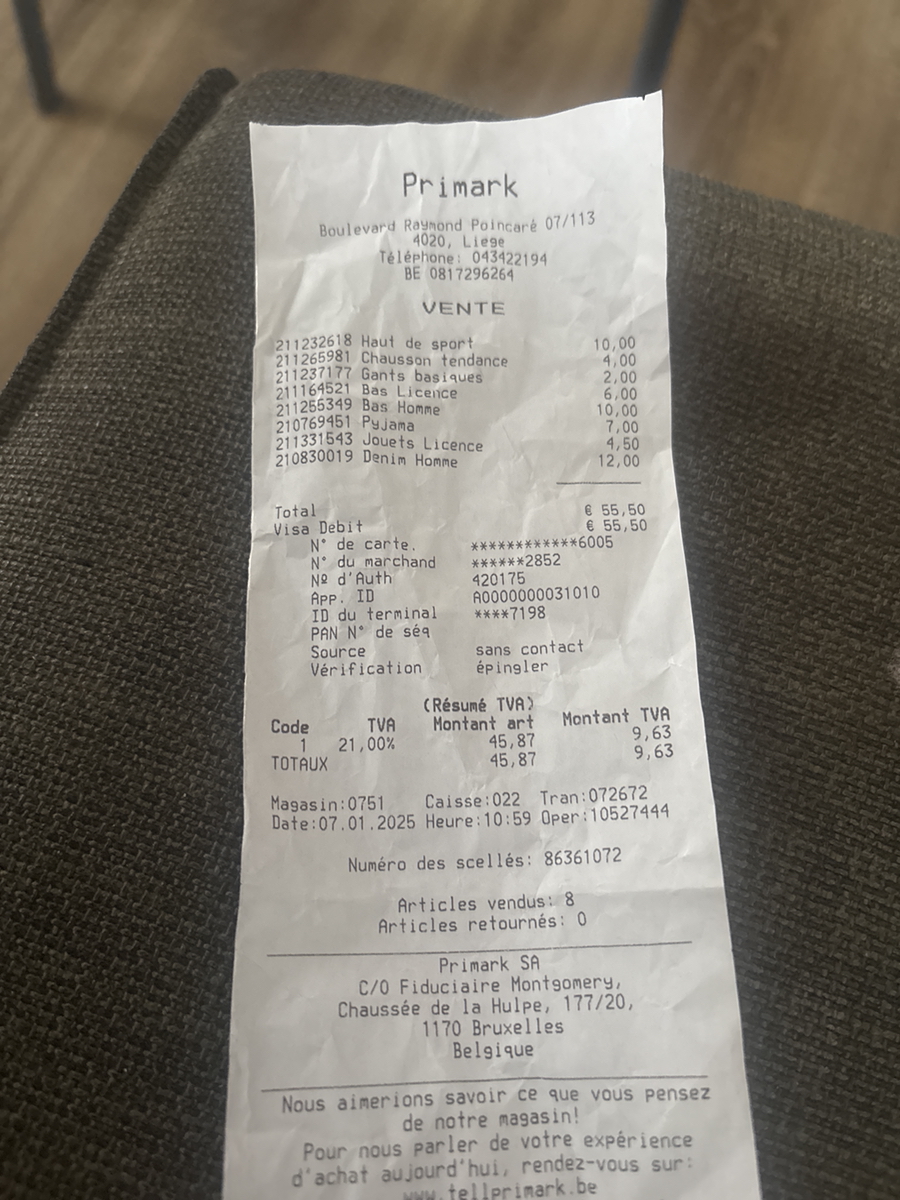 Primark
Boulevard Raymond Poincaré 07/113
4020, Liege
Téléphone: 043422194
BE 0817296264
VENTE
211232618 Haut de sport 10,00
211265981 Chausson tendance 4,00
211237177 Gants basiques 2,00
211164521 Bas Licence 6,00
211255349 Bas Homme 10,00
210769451 Pyjama 7,00
211331543 Jouets Licence 4,50
210830019 Denim Homme 12,00
Total € 55,50
Visa Debit € 55,50
N° de carte. ************6005
N° du marchand ******2852
Nº d'Auth 420175
App. ID A0000000031010
ID du terminal ****7198
PAN N° de séq
Source sans contact
Vérification épingler
(Résumé TVA)
Code TVA Montant art Montant TVA
1 21,00% 45,87 9,63
TOTAUX 45,87 9,63
Magasin:0751 Caisse:022 Tran:072672
Date:07.01.2025 Heure:10:59 Oper:10527444
Numéro des scellés: 86361072
Articles vendus: 8
Articles retournés: 0
Primark SA
C/O Fiduciaire Montgomery,
Chaussée de la Hulpe, 177/20,
1170 Bruxelles
Belgique
Nous aimerions savoir ce que vous pensez
de notre magasin!
Pour nous parler de votre expérience
d'achat aujourd'hui, rendez-vous sur:
www.tellprimark.be